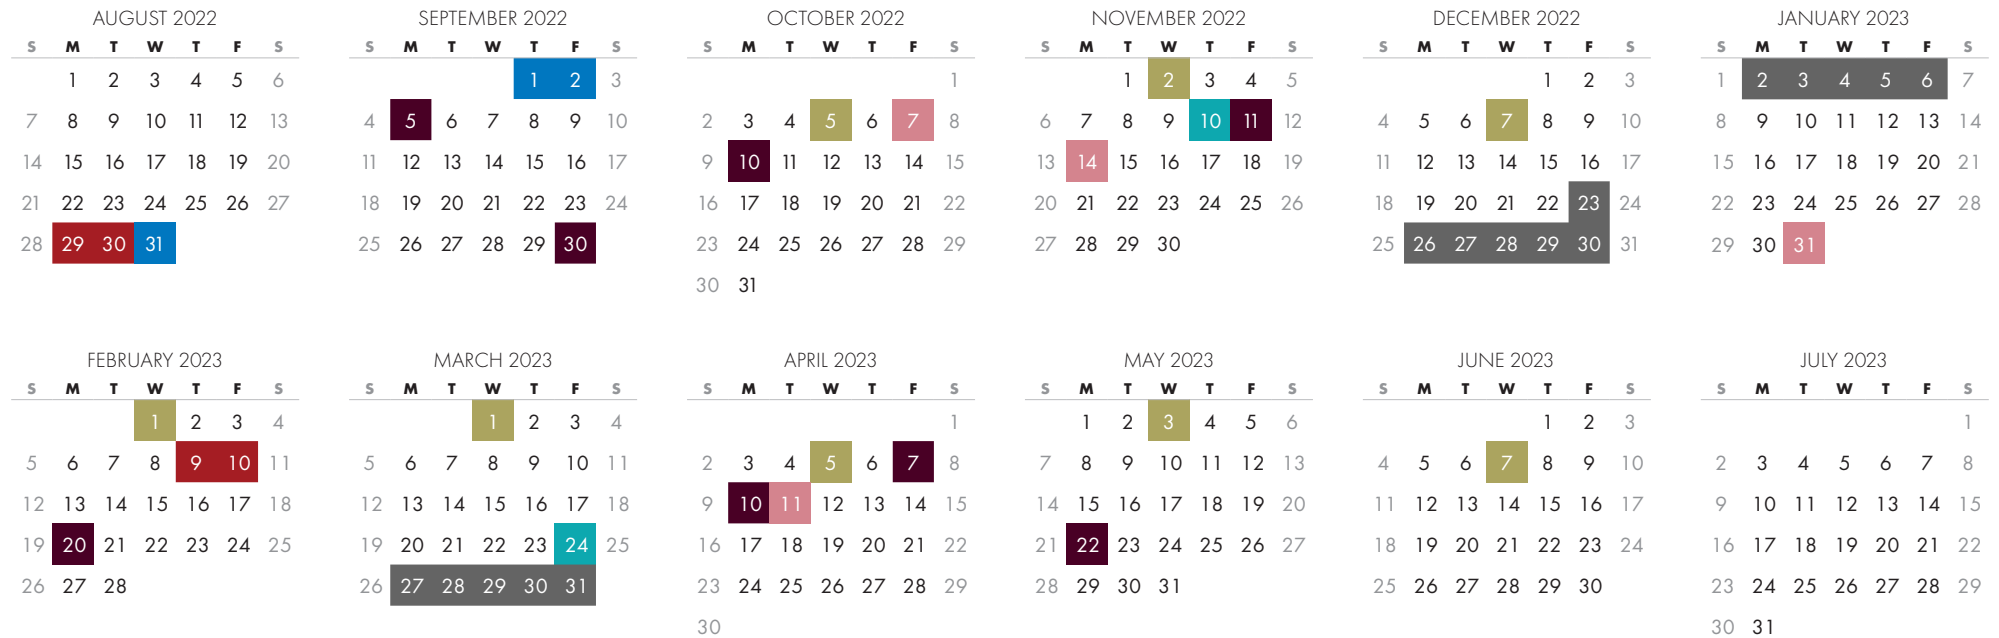 AUGUST 2022
S M T W T F S
1 2 3 4 5 6
7 8 9 10 11 12 13
14 15 16 17 18 19 20
21 22 23 24 25 26 27
28 29 30 31
SEPTEMBER 2022
S M T W T F S
1 2 3
4 5 6 7 8 9 10
11 12 13 14 15 16 17
18 19 20 21 22 23 24
25 26 27 28 29 30
OCTOBER 2022
S M T W T F S
1
2 3 4 5 6 7 8
9 10 11 12 13 14 15
16 17 18 19 20 21 22
23 24 25 26 27 28 29
30 31
NOVEMBER 2022
S M T W T F S
1 2 3 4 5
6 7 8 9 10 11 12
13 14 15 16 17 18 19
20 21 22 23 24 25 26
27 28 29 30
DECEMBER 2022
S M T W T F S
1 2 3
4 5 6 7 8 9 10
11 12 13 14 15 16 17
18 19 20 21 22 23 24
25 26 27 28 29 30 31
JANUARY 2023
S M T W T F S
1 2 3 4 5 6 7
8 9 10 11 12 13 14
15 16 17 18 19 20 21
22 23 24 25 26 27 28
29 30 31
FEBRUARY 2023
S M T W T F S
1 2 3 4
5 6 7 8 9 10 11
12 13 14 15 16 17 18
19 20 21 22 23 24 25
26 27 28
MARCH 2023
S M T W T F S
1 2 3 4
5 6 7 8 9 10 11
12 13 14 15 16 17 18
19 20 21 22 23 24 25
26 27 28 29 30 31
APRIL 2023
S M T W T F S
1
2 3 4 5 6 7 8
9 10 11 12 13 14 15
16 17 18 19 20 21 22
23 24 25 26 27 28 29
30
MAY 2023
S M T W T F S
1 2 3 4 5 6
7 8 9 10 11 12 13
14 15 16 17 18 19 20
21 22 23 24 25 26 27
28 29 30 31
JUNE 2023
S M T W T F S
1 2 3
4 5 6 7 8 9 10
11 12 13 14 15 16 17
18 19 20 21 22 23 24
25 26 27 28 29 30
JULY 2023
S M T W T F S
1
2 3 4 5 6 7 8
9 10 11 12 13 14 15
16 17 18 19 20 21 22
23 24 25 26 27 28 29
30 31